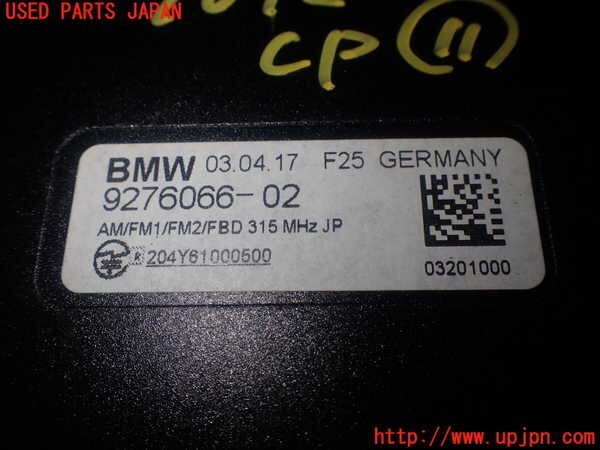 USED PARTS JAPAN
CP 11
BMW 03.04.17 F25 GERMANY
9276066-02
AM/FM1/FM2/FBD 315 MHz JP
R 204Y61000500
03201000
http://www.upjpn.com/